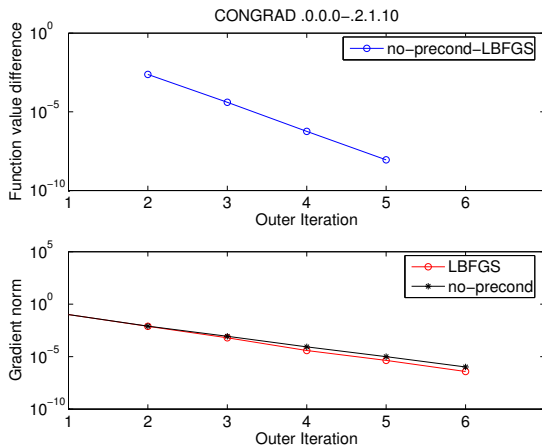 CONGRAD .0.0.0−.2.1.10
10^0
10^−5
10^−10
Function value difference
no−precond−LBFGS
1 2 3 4 5 6
Outer Iteration
10^5
10^0
10^−5
10^−10
Gradient norm
LBFGS
no−precond
1 2 3 4 5 6
Outer Iteration